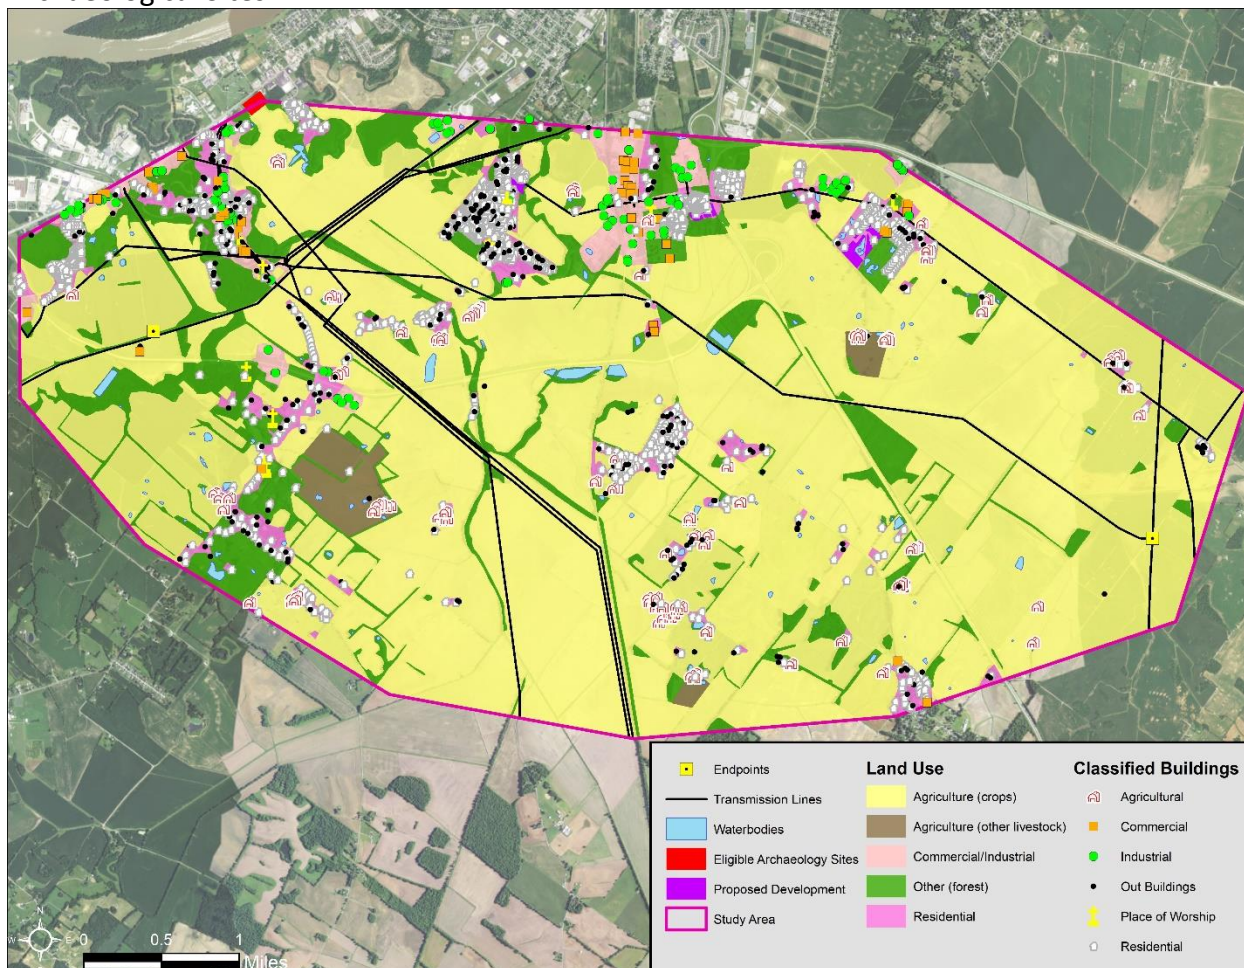 Endpoints
Transmission Lines
Waterbodies
Eligible Archaeology Sites
Proposed Development
Study Area
Land Use
Agriculture (crops)
Agriculture (other livestock)
Commercial/Industrial
Other (forest)
Residential
Classified Buildings
Agricultural
Commercial
Industrial
Out Buildings
Place of Worship
Residential
N
W E
S
0 0.5 1
Miles